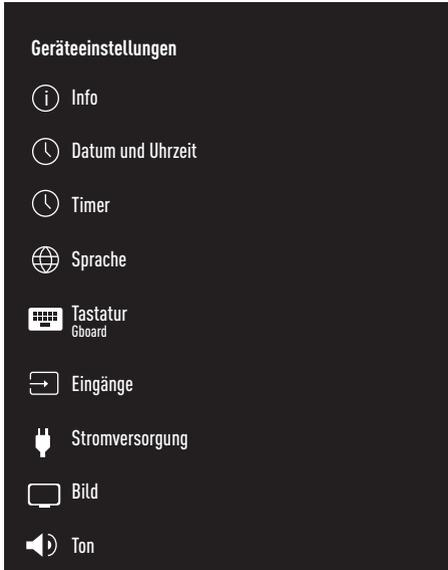 Geräteeinstellungen
Info
Datum und Uhrzeit
Timer
Sprache
Tastatur
Gboard
Eingänge
Stromversorgung
Bild
Ton